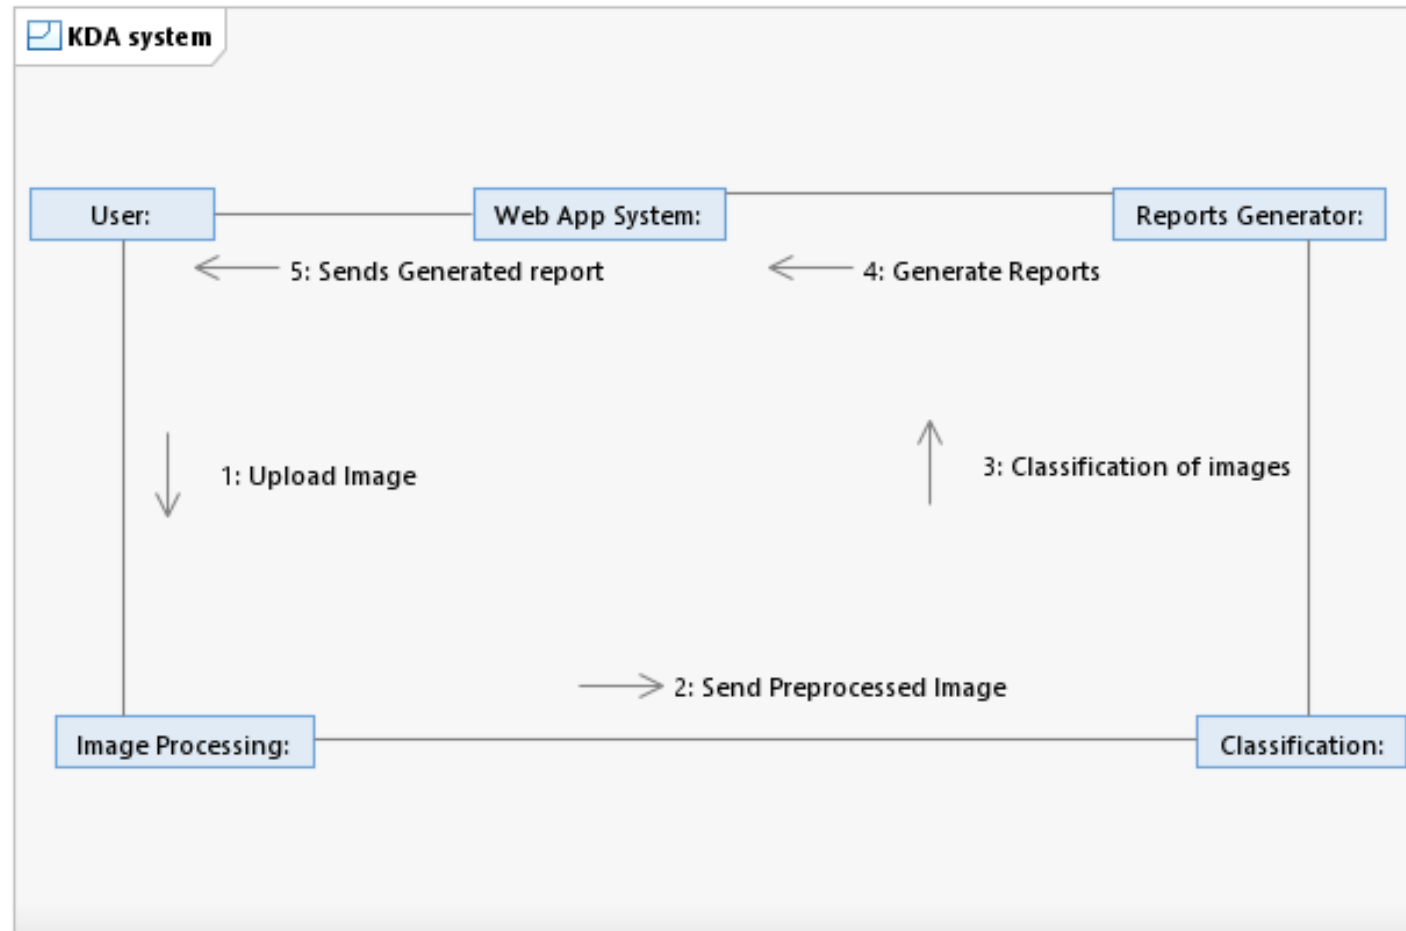 KDA system
User:
Web App System:
Reports Generator:
5: Sends Generated report
4: Generate Reports
1: Upload Image
3: Classification of images
2: Send Preprocessed Image
Image Processing:
Classification: